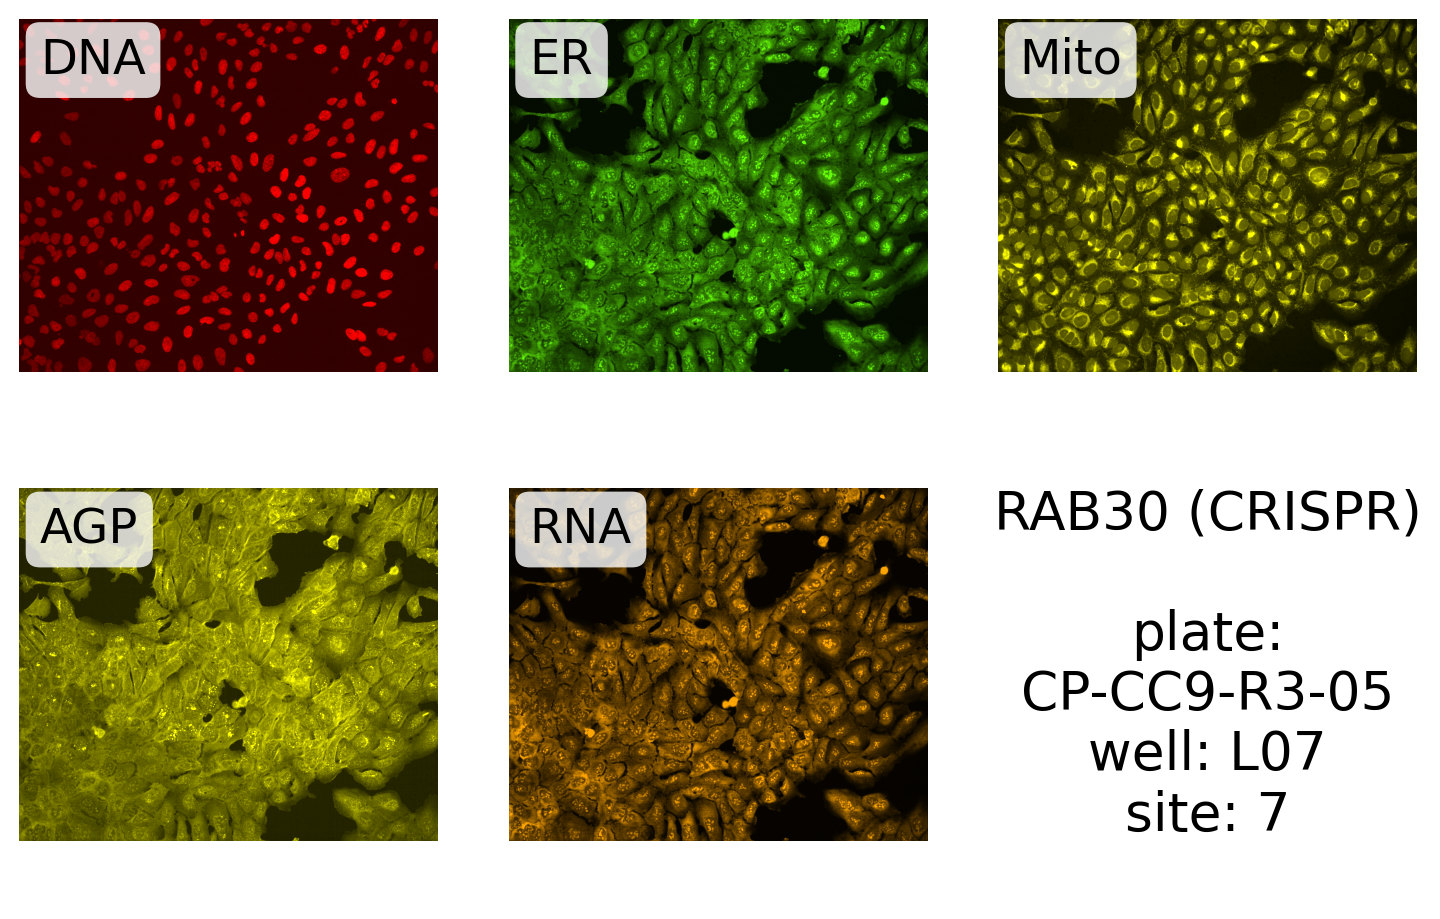 DNA
ER
Mito
AGP
RNA
RAB30 (CRISPR)
plate:
CP-CC9-R3-05
well: L07
site: 7